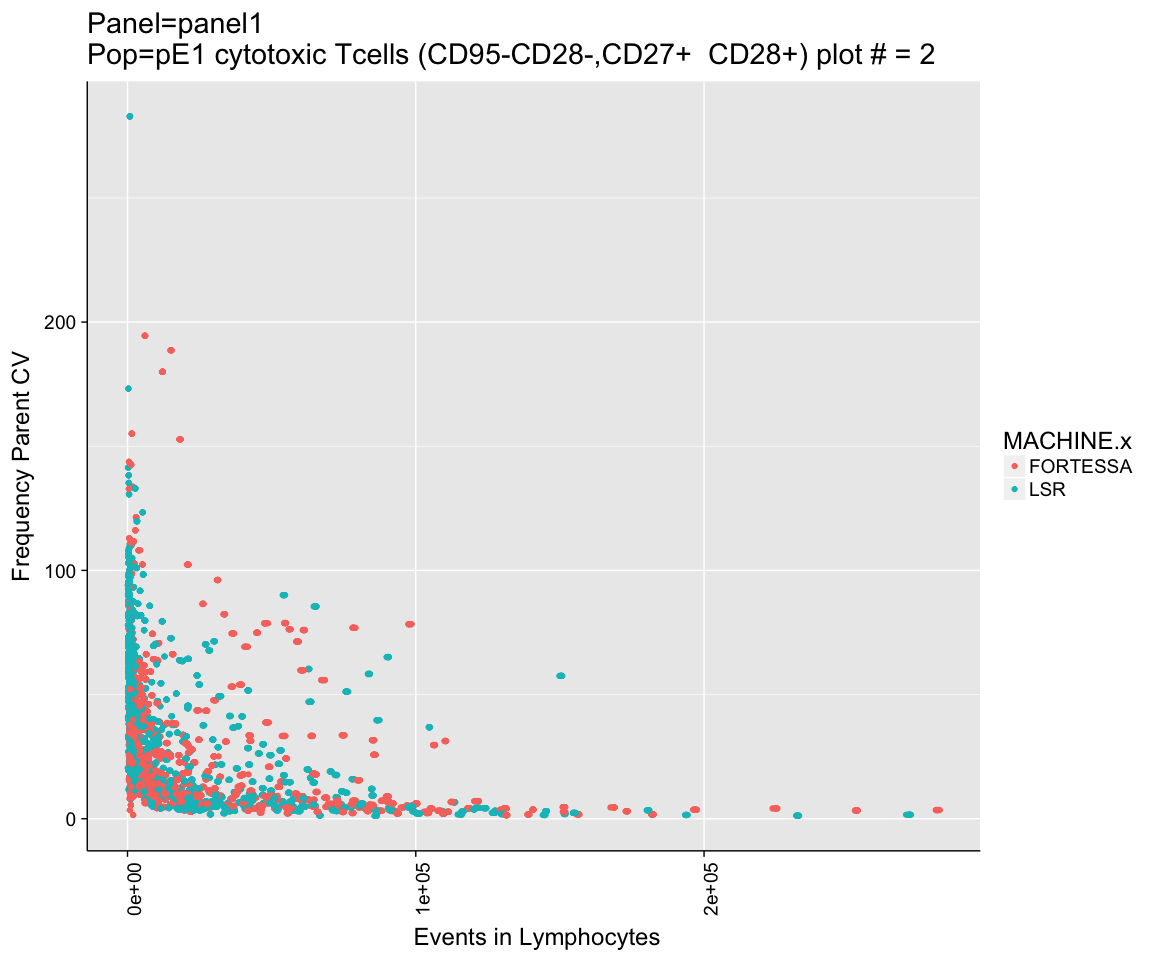 Panel=panel1
Pop=pE1 cytotoxic Tcells (CD95-CD28-,CD27+  CD28+) plot # = 2
Frequency Parent CV
200
100
0
0e+00
1e+05
2e+05
Events in Lymphocytes
MACHINE.x
FORTESSA
LSR